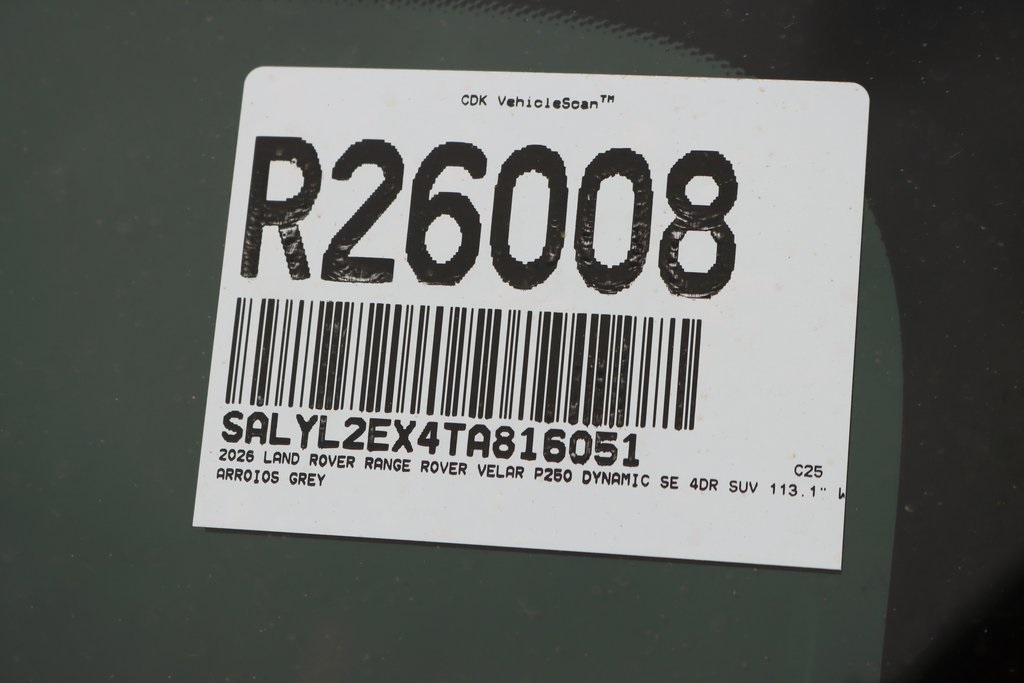 CDK VehicleScan™
R26008
SALYL2EX4TA816051
C25
2026 LAND ROVER RANGE ROVER VELAR P250 DYNAMIC SE 4DR SUV 113.1"
ARROIOS GREY